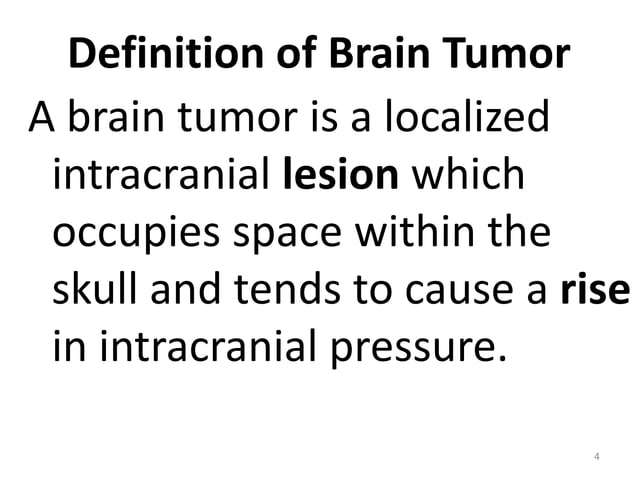 Definition of Brain Tumor
A brain tumor is a localized
intracranial lesion which
occupies space within the
skull and tends to cause a rise
in intracranial pressure.
4